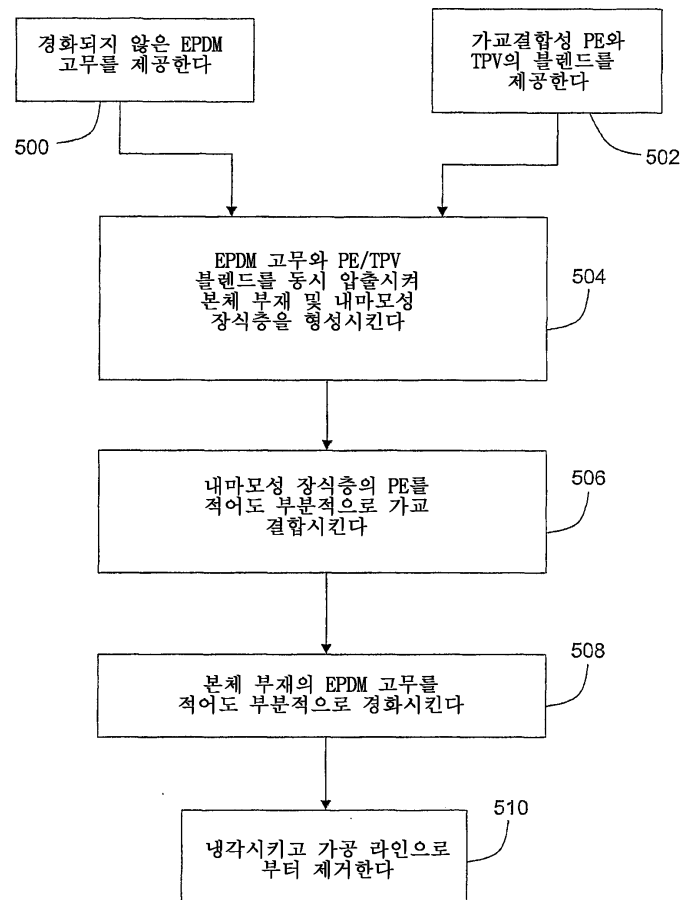 경화되지 않은 EPDM
고무를 제공한다
500
가교결합성 PE와
TPV의 블렌드를
제공한다
502
EPDM 고무와 PE/TPV
블렌드를 동시 압출시켜
본체 부재 및 내마모성
장식층을 형성시킨다
504
내마모성 장식층의 PE를
적어도 부분적으로 가교
결합시킨다
506
본체 부재의 EPDM 고무를
적어도 부분적으로 경화시킨다
508
냉각시키고 가공 라인으로
부터 제거한다
510